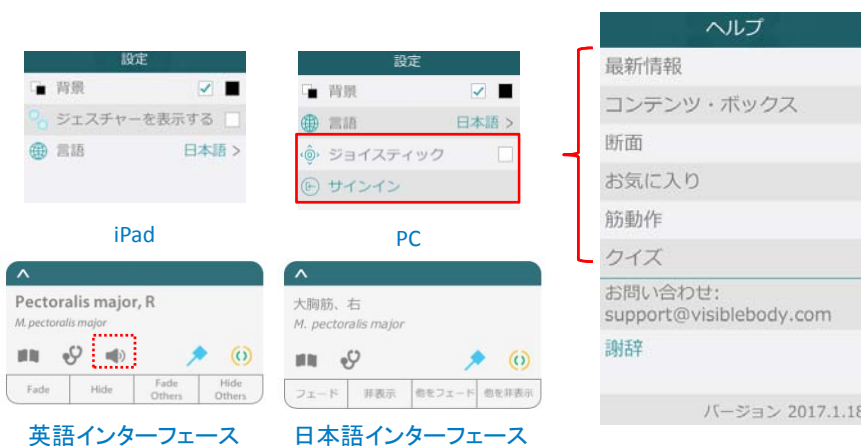 設定
背景
ジェスチャーを表示する
言語 日本語 >
iPad
設定
背景
言語 日本語 >
ジョイスティック
サインイン
PC
ヘルプ
最新情報
コンテンツ・ボックス
断面
お気に入り
筋動作
クイズ
お問い合わせ:
support@visiblebody.com
謝辞
バージョン 2017.1.18
Pectoralis major, R
M. pectoralis major
Fade Hide Fade Others Hide Others
英語インターフェース
大胸筋、右
M. pectoralis major
フェード 非表示 他をフェード 他を非表示
日本語インターフェース